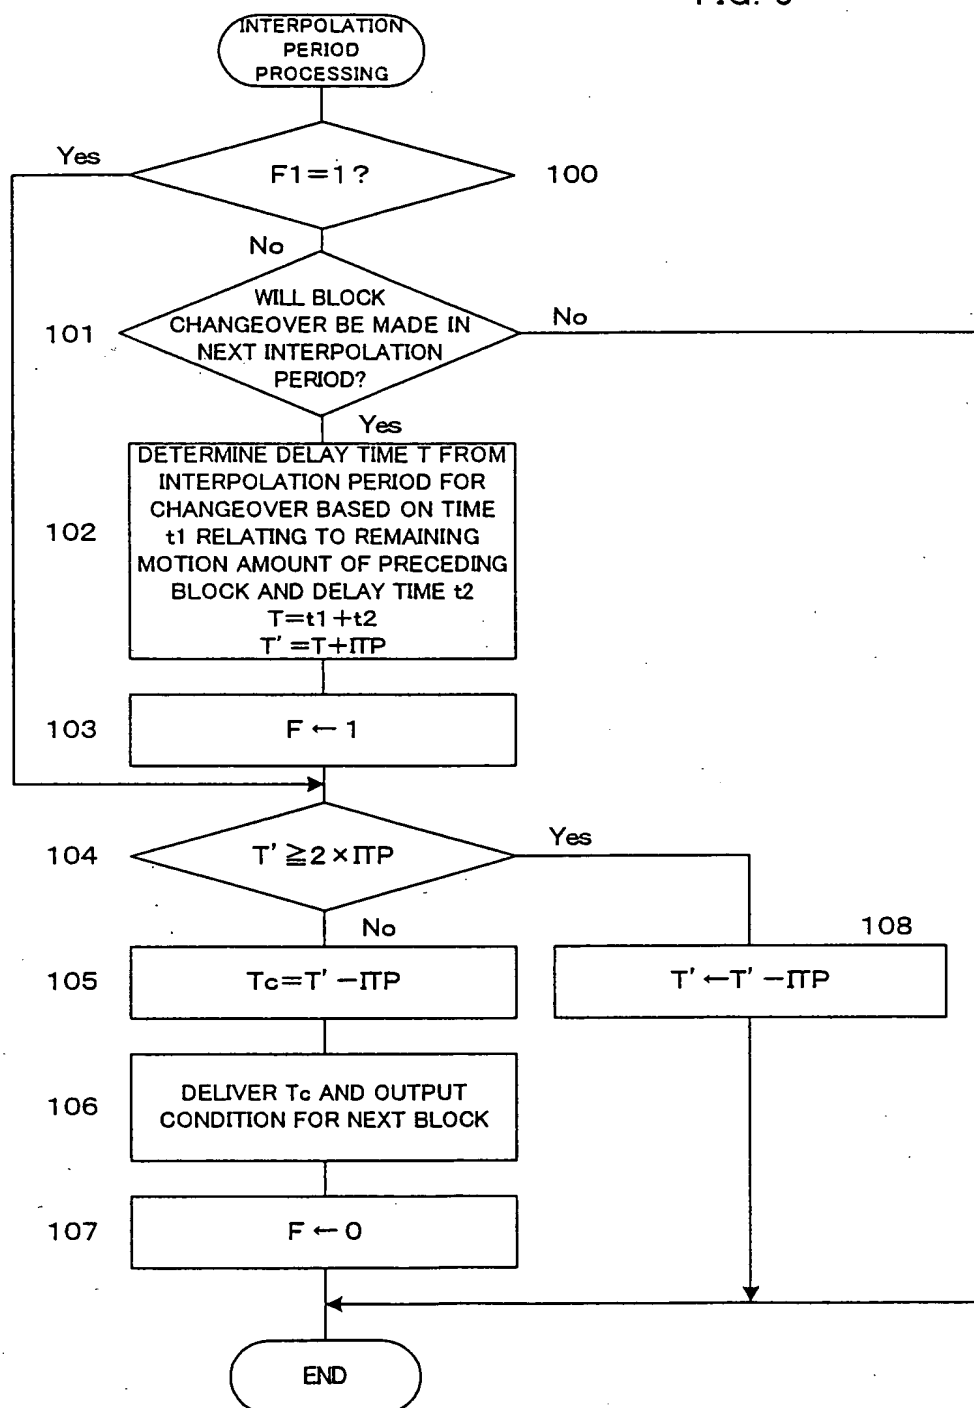 INTERPOLATION
PERIOD
PROCESSING
Yes
F1=1?
100
No
101
WILL BLOCK
CHANGEOVER BE MADE IN
NEXT INTERPOLATION
PERIOD?
No
Yes
102
DETERMINE DELAY TIME T FROM
INTERPOLATION PERIOD FOR
CHANGEOVER BASED ON TIME
t1 RELATING TO REMAINING
MOTION AMOUNT OF PRECEDING
BLOCK AND DELAY TIME t2
T=t1+t2
T'=T+ITP
103
F←1
104
T'≧2×ITP
Yes
No
108
105
Tc=T'−ITP
T'←T'−ITP
106
DELIVER Tc AND OUTPUT
CONDITION FOR NEXT BLOCK
107
F←0
END